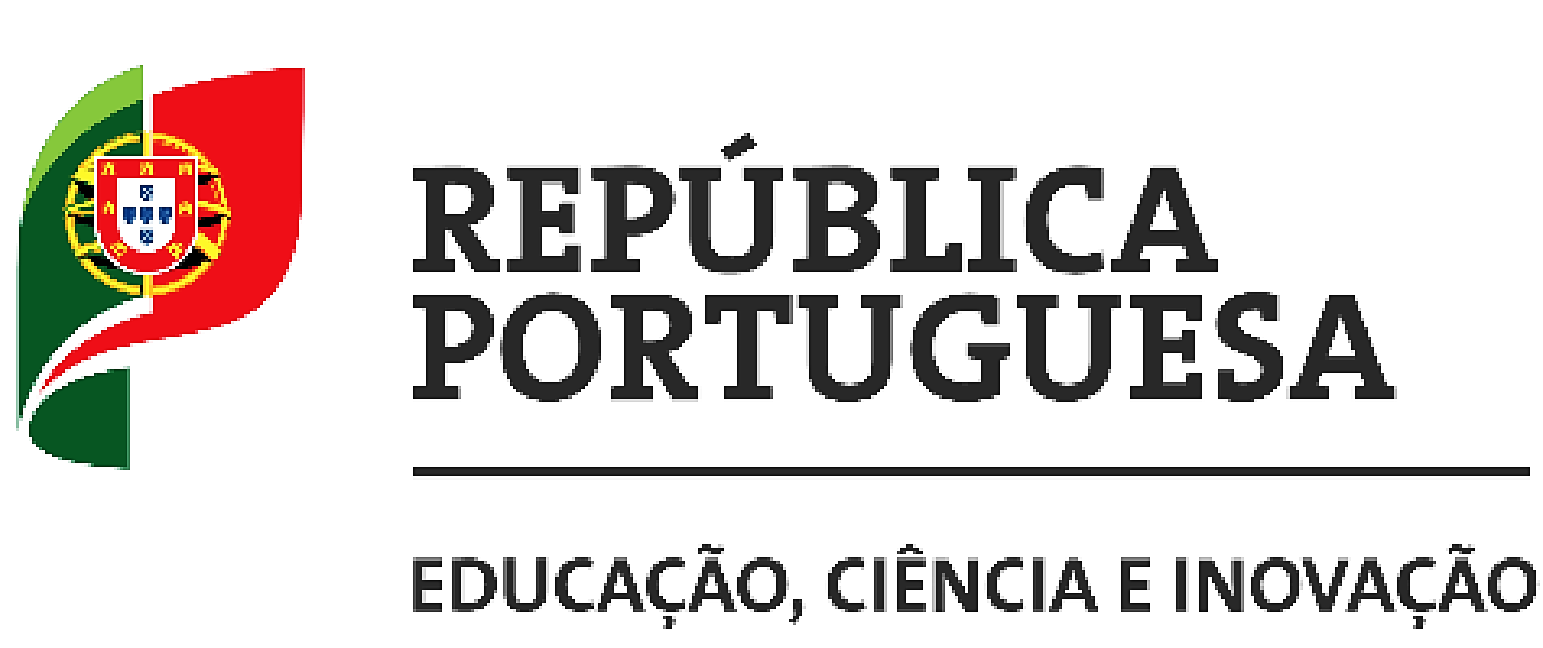 REPÚBLICA
PORTUGUESA
EDUCAÇÃO, CIÊNCIA E INOVAÇÃO